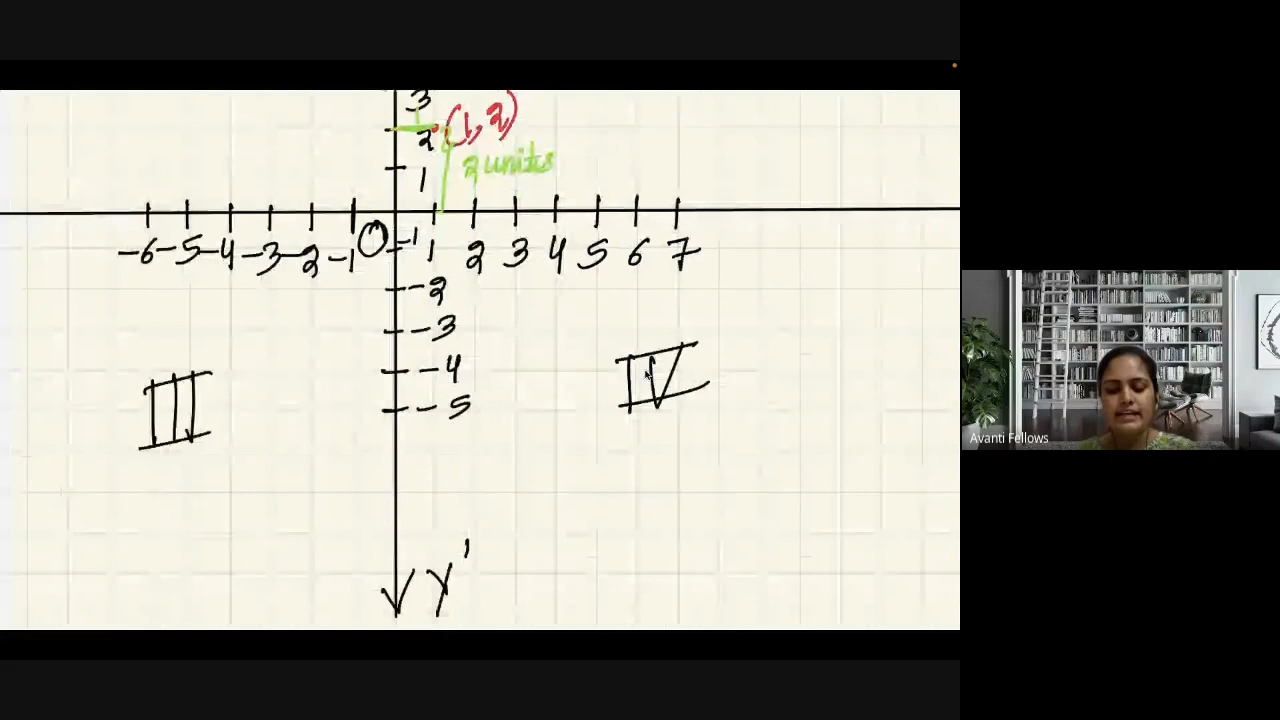 3
2 (1,2)
2 units
1
-6 -5 -4 -3 -2 -1 O -1 1 2 3 4 5 6 7
-2
-3
-4
-5
III
IV
Y'
Avanti Fellows